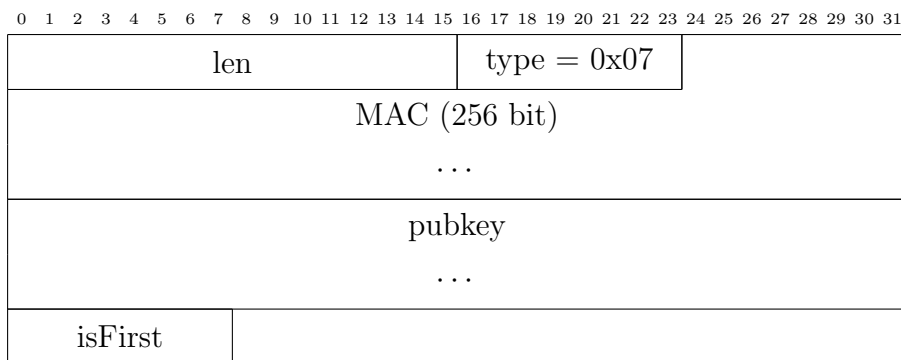 0 1 2 3 4 5 6 7 8 9 10 11 12 13 14 15 16 17 18 19 20 21 22 23 24 25 26 27 28 29 30 31
len type = 0x07
MAC (256 bit)
...
pubkey
...
isFirst